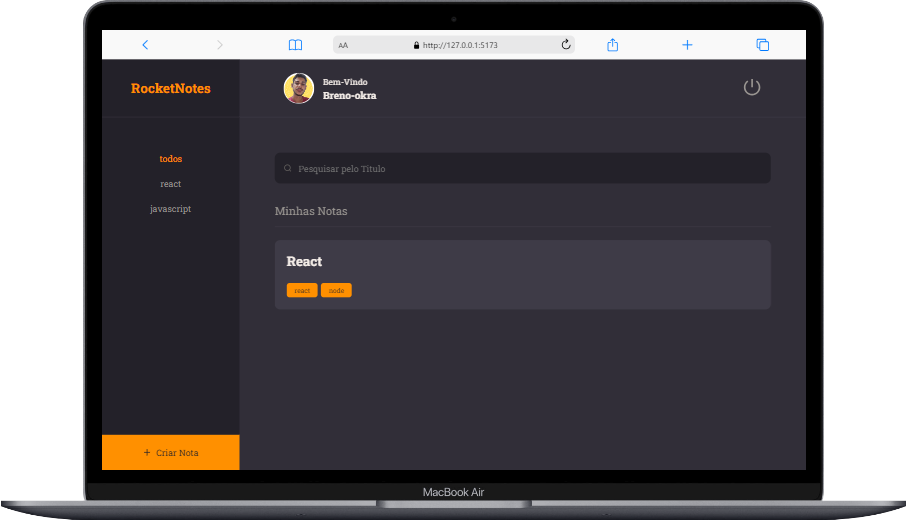 AA
http://127.0.0.1:5173
RocketNotes
Bem-Vindo
Breno-okra
todos
react
javascript
Pesquisar pelo Titulo
Minhas Notas
React
react
node
+ Criar Nota
MacBook Air